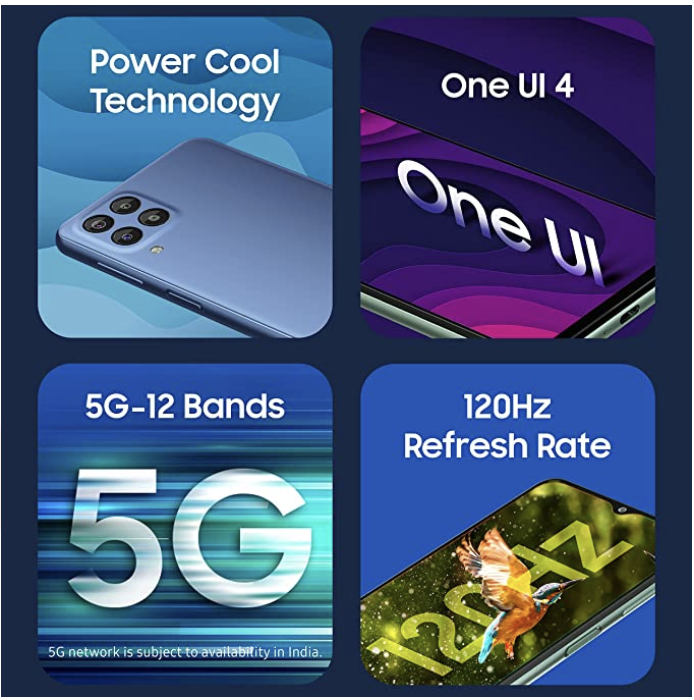 Power Cool
Technology
One UI 4
One UI
5G-12 Bands
5G
5G network is subject to availability in India.
120Hz
Refresh Rate
120HZ